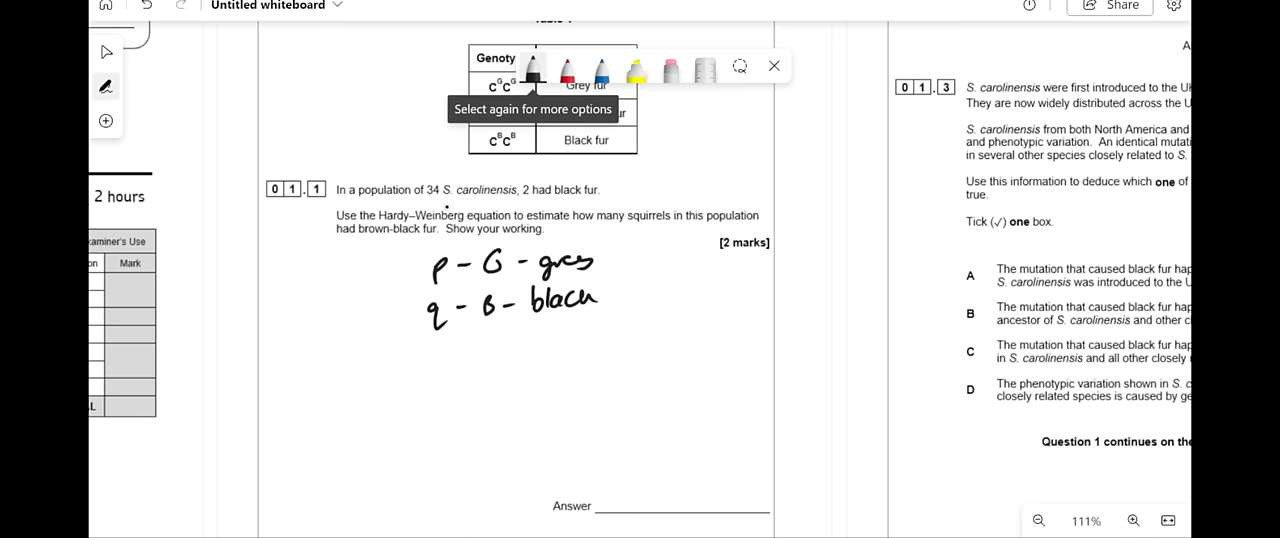 Untitled whiteboard
Share
Genoty
CᴳCᴳ
Grey fur
Select again for more options
ur
CᴮCᴮ
Black fur
2 hours
aminer's Use
on
Mark
L
0 1 . 1
In a population of 34 S. carolinensis, 2 had black fur.
Use the Hardy–Weinberg equation to estimate how many squirrels in this population
had brown-black fur. Show your working.
[2 marks]
p - G - grey
q - B - black
Answer
A
0 1 . 3
S. carolinensis were first introduced to the U
They are now widely distributed across the U
S. carolinensis from both North America and
and phenotypic variation. An identical mutati
in several other species closely related to S.
Use this information to deduce which one of
true.
Tick (✓) one box.
A
The mutation that caused black fur hap
S. carolinensis was introduced to the U
B
The mutation that caused black fur hap
ancestor of S. carolinensis and other c
C
The mutation that caused black fur hap
in S. carolinensis and all other closely
D
The phenotypic variation shown in S. c
closely related species is caused by ge
Question 1 continues on the
111%